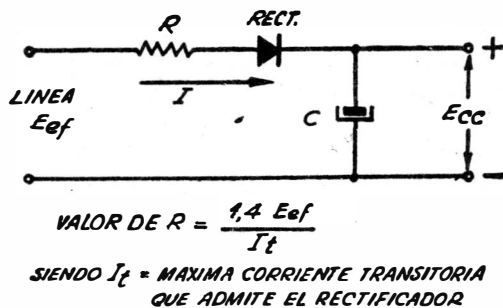 R
RECT.
I
LINEA
Eef
C
ECC
+
−
VALOR DE R = 1,4 Eef / It
SIENDO It = MAXIMA CORRIENTE TRANSITORIA
QUE ADMITE EL RECTIFICADOR